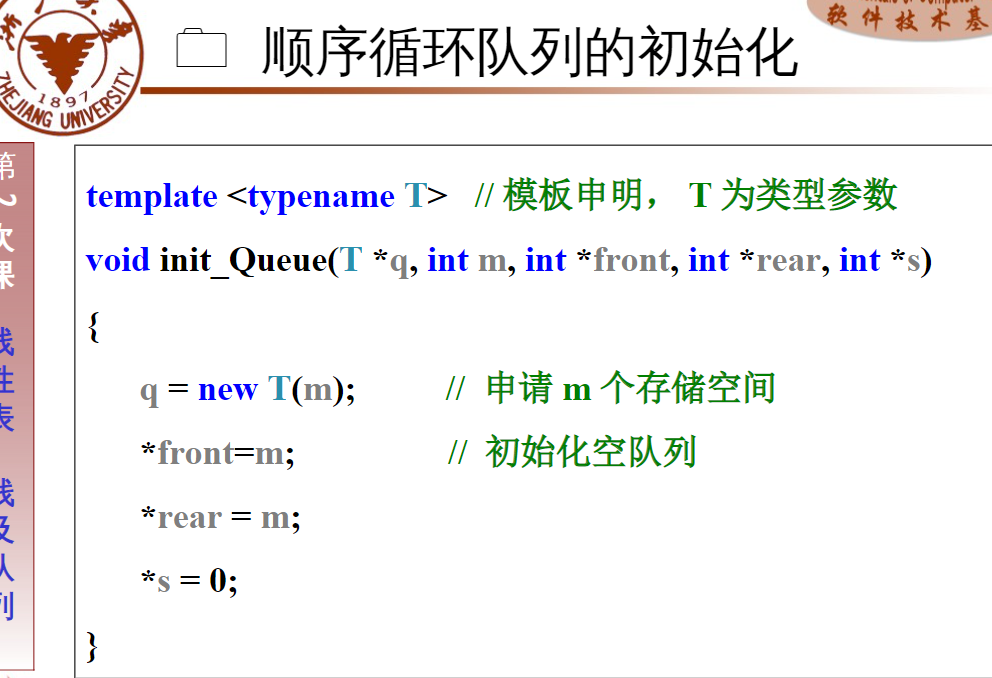 软件技术基
顺序循环队列的初始化
1897
ZHEJIANG UNIVERSITY
第2次课 线性表 栈及队列
template <typename T> // 模板申明， T 为类型参数
void init_Queue(T *q, int m, int *front, int *rear, int *s)
{
q = new T(m); // 申请 m 个存储空间
*front=m; // 初始化空队列
*rear = m;
*s = 0;
}